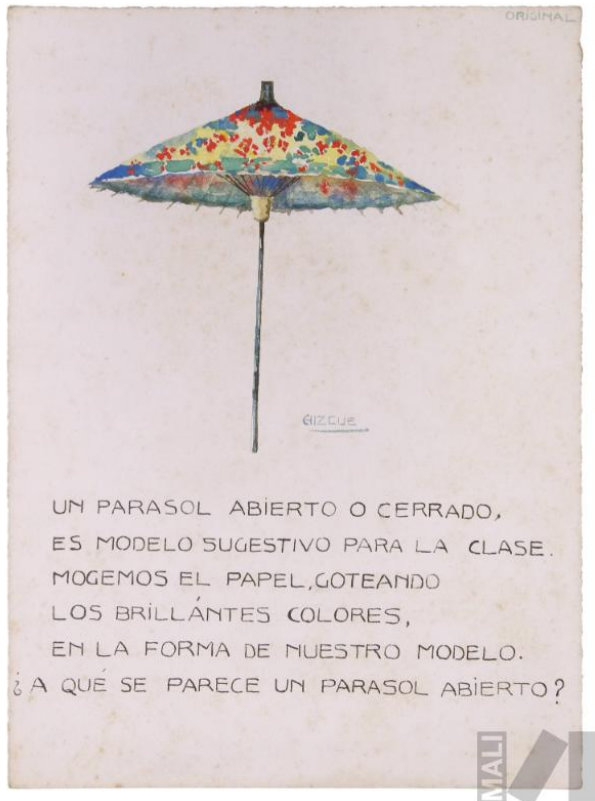 ORIGINAL
AIZCUE
UN PARASOL ABIERTO O CERRADO,
ES MODELO SUGESTIVO PARA LA CLASE.
MOGEMOS EL PAPEL, GOTEANDO
LOS BRILLÁNTES COLORES,
EN LA FORMA DE NUESTRO MODELO.
¿A QUÉ SE PARECE UN PARASOL ABIERTO?
MALI